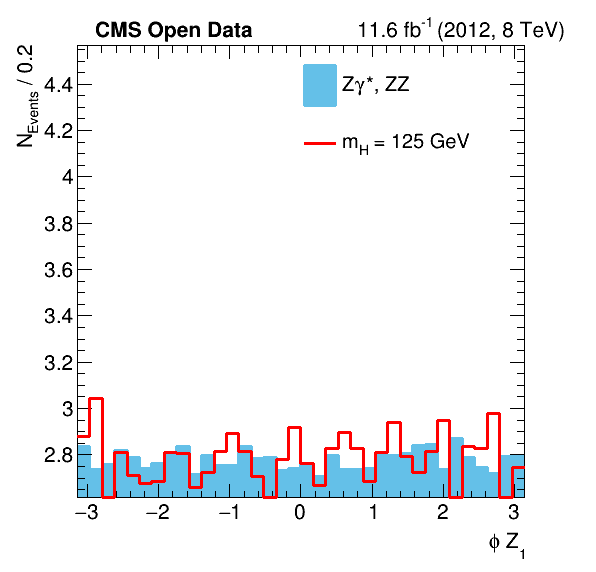 CMS Open Data
11.6 fb⁻¹ (2012, 8 TeV)
N_Events / 0.2
4.4
4.2
4
3.8
3.6
3.4
3.2
3
2.8
Zγ*, ZZ
m_H = 125 GeV
−3 −2 −1 0 1 2 3
ϕ Z₁